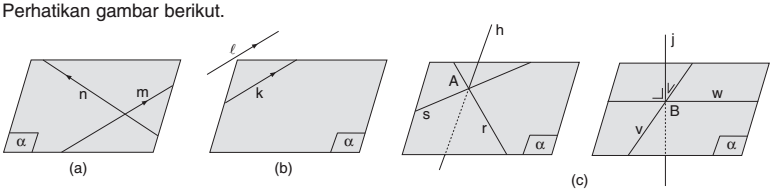 Perhatikan gambar berikut.
h
j
ℓ
n
m
k
A
s
r
B
w
v
α
α
α
α
(a)
(b)
(c)